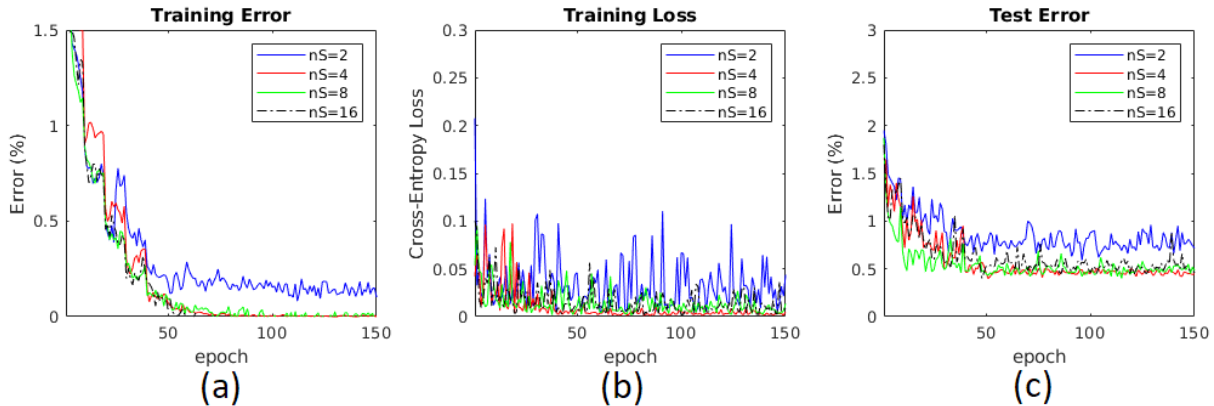 Training Error
Error (%)
1.5
1
0.5
0
50
100
150
epoch
nS=2
nS=4
nS=8
nS=16
(a)
Training Loss
Cross-Entropy Loss
0.3
0.25
0.2
0.15
0.1
0.05
0
50
100
150
epoch
nS=2
nS=4
nS=8
nS=16
(b)
Test Error
Error (%)
3
2.5
2
1.5
1
0.5
0
50
100
150
epoch
nS=2
nS=4
nS=8
nS=16
(c)